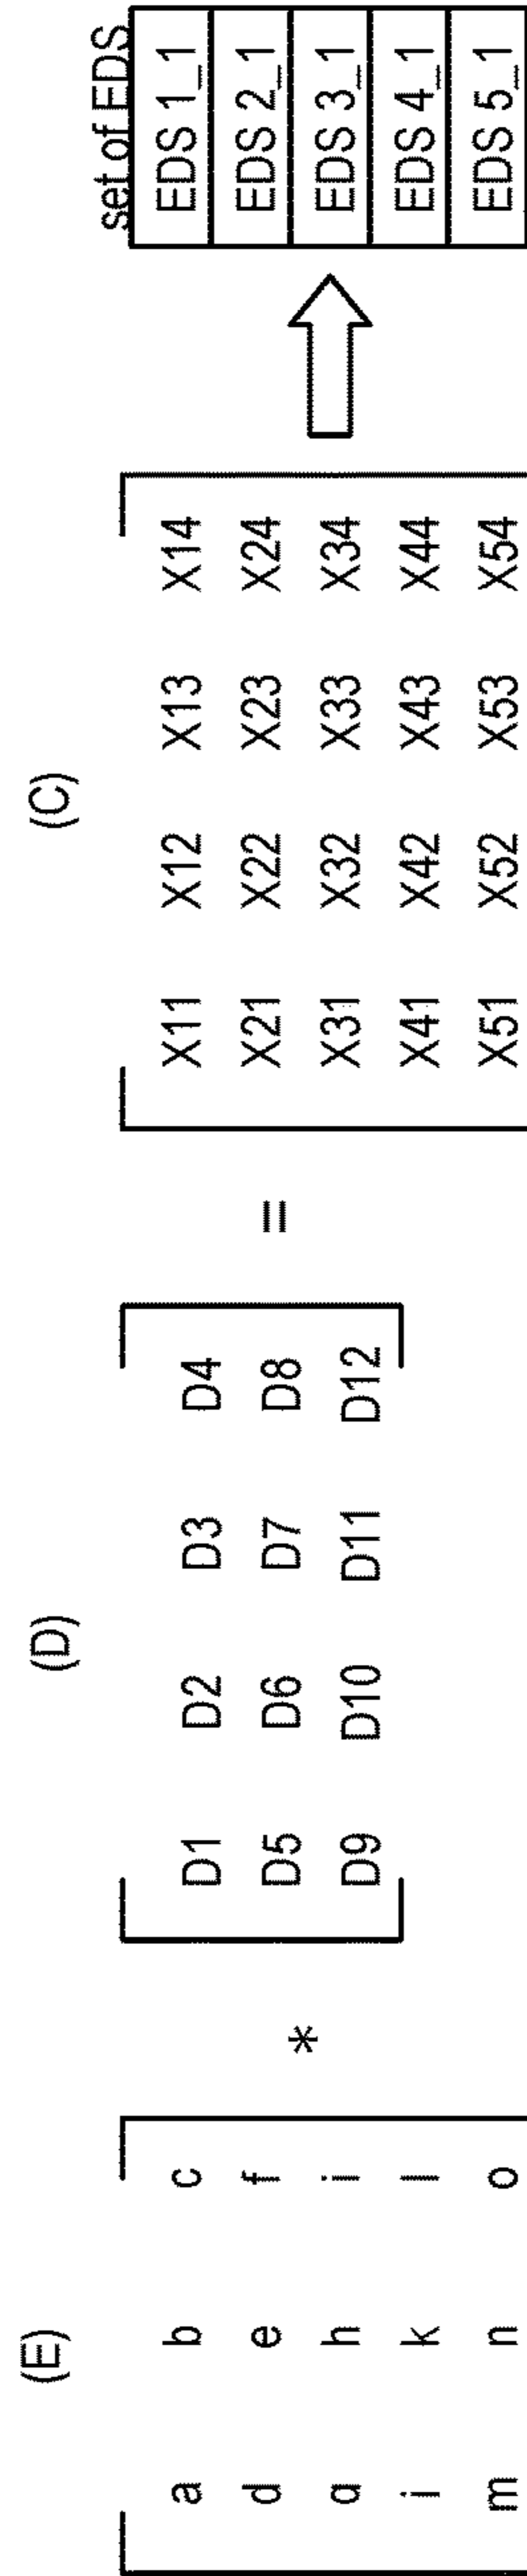 (E)
a b c
d e f
g h i
j k l
m n o
*
(D)
D1 D2 D3 D4
D5 D6 D7 D8
D9 D10 D11 D12
=
(C)
X11 X12 X13 X14
X21 X22 X23 X24
X31 X32 X33 X34
X41 X42 X43 X44
X51 X52 X53 X54
set of EDS
EDS 1_1
EDS 2_1
EDS 3_1
EDS 4_1
EDS 5_1